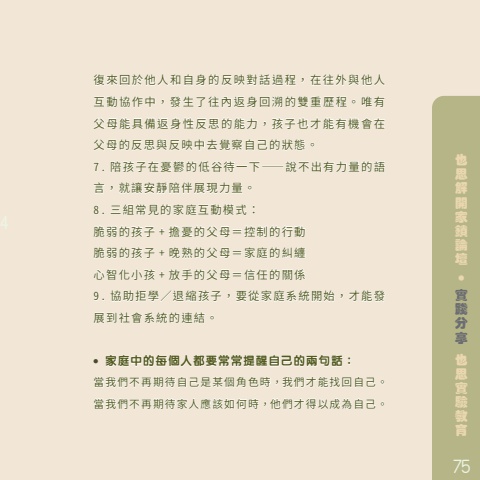 復來回於他人和自身的反映對話過程，在往外與他人
互動協作中，發生了往內返身回溯的雙重歷程。唯有
父母能具備返身性反思的能力，孩子也才能有機會在
父母的反思與反映中去覺察自己的狀態。
7. 陪孩子在憂鬱的低谷待一下──說不出有力量的語
言，就讓安靜陪伴展現力量。
8. 三組常見的家庭互動模式：
脆弱的孩子 + 擔憂的父母＝控制的行動
脆弱的孩子 + 晚熟的父母＝家庭的糾纏
心智化小孩 + 放手的父母＝信任的關係
9. 協助拒學／退縮孩子，要從家庭系統開始，才能發
展到社會系統的連結。
● 家庭中的每個人都要常常提醒自己的兩句話：
當我們不再期待自己是某個角色時，我們才能找回自己。
當我們不再期待家人應該如何時，他們才得以成為自己。
也思解開家鎖論壇 ● 實踐分享 也思實驗教育
75
4